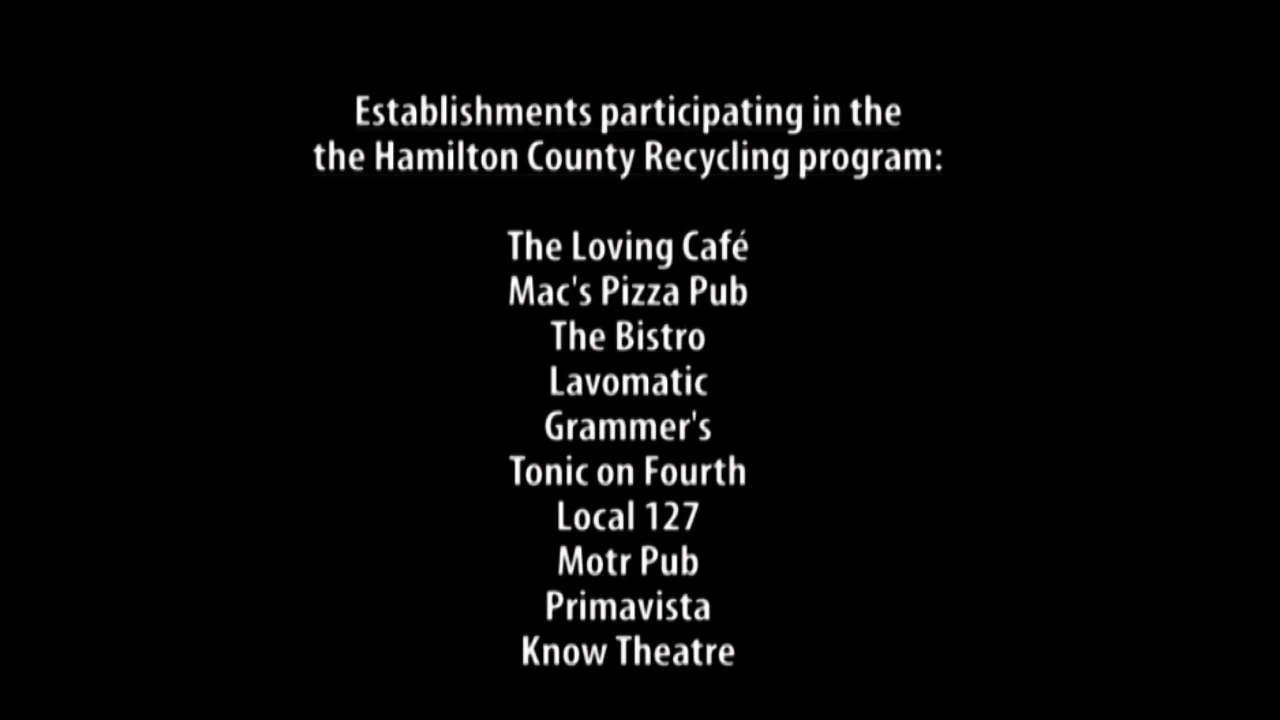 Establishments participating in the
the Hamilton County Recycling program:
The Loving Café
Mac's Pizza Pub
The Bistro
Lavomatic
Grammer's
Tonic on Fourth
Local 127
Motr Pub
Primavista
Know Theatre